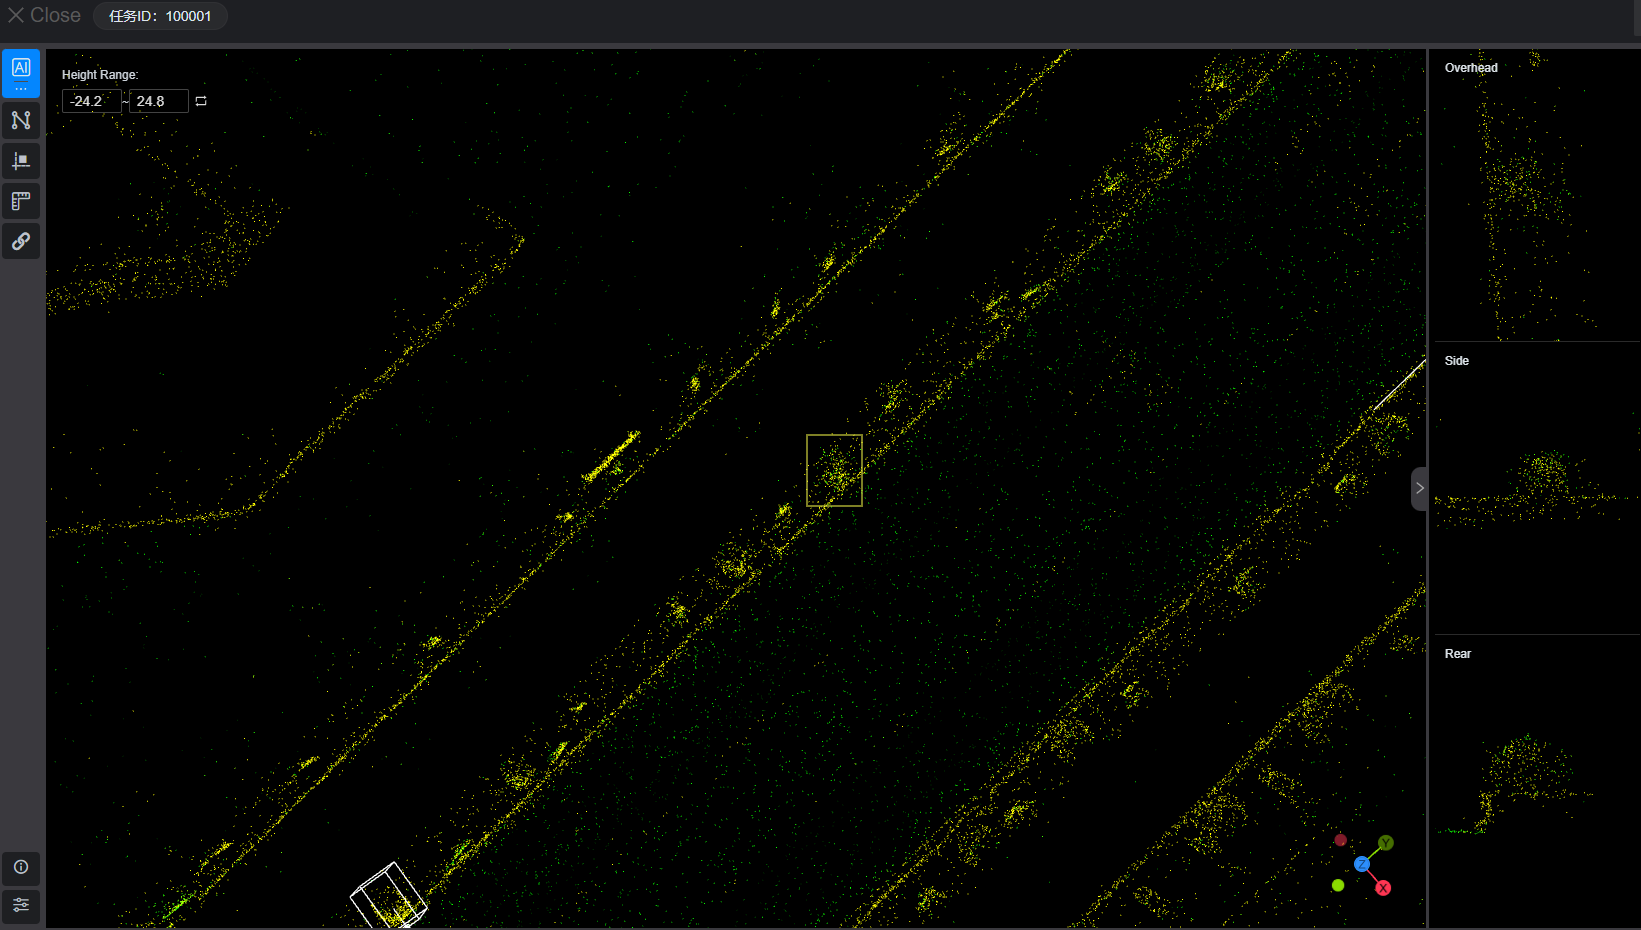 Close
任务ID：100001
AI
...
Height Range:
-24.2 ~ 24.8
Overhead
Side
Rear
Y
Z
X